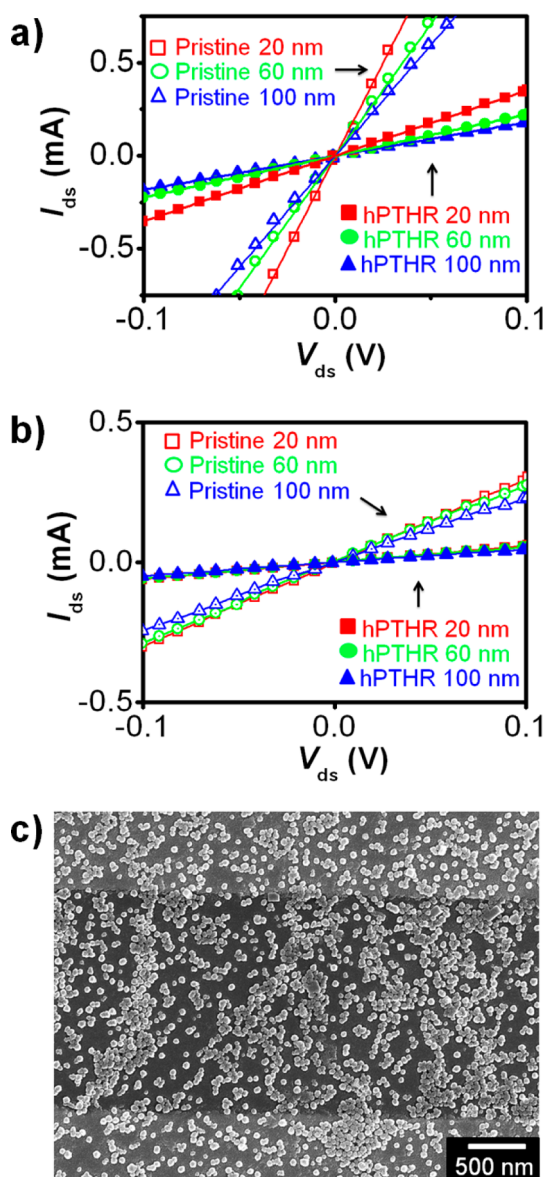 a)
Pristine 20 nm
Pristine 60 nm
Pristine 100 nm
hPTHR 20 nm
hPTHR 60 nm
hPTHR 100 nm
0.5
0.0
-0.5
I_ds (mA)
-0.1
0.0
0.1
V_ds (V)
b)
Pristine 20 nm
Pristine 60 nm
Pristine 100 nm
hPTHR 20 nm
hPTHR 60 nm
hPTHR 100 nm
0.5
0.0
-0.5
I_ds (mA)
-0.1
0.0
0.1
V_ds (V)
c)
500 nm